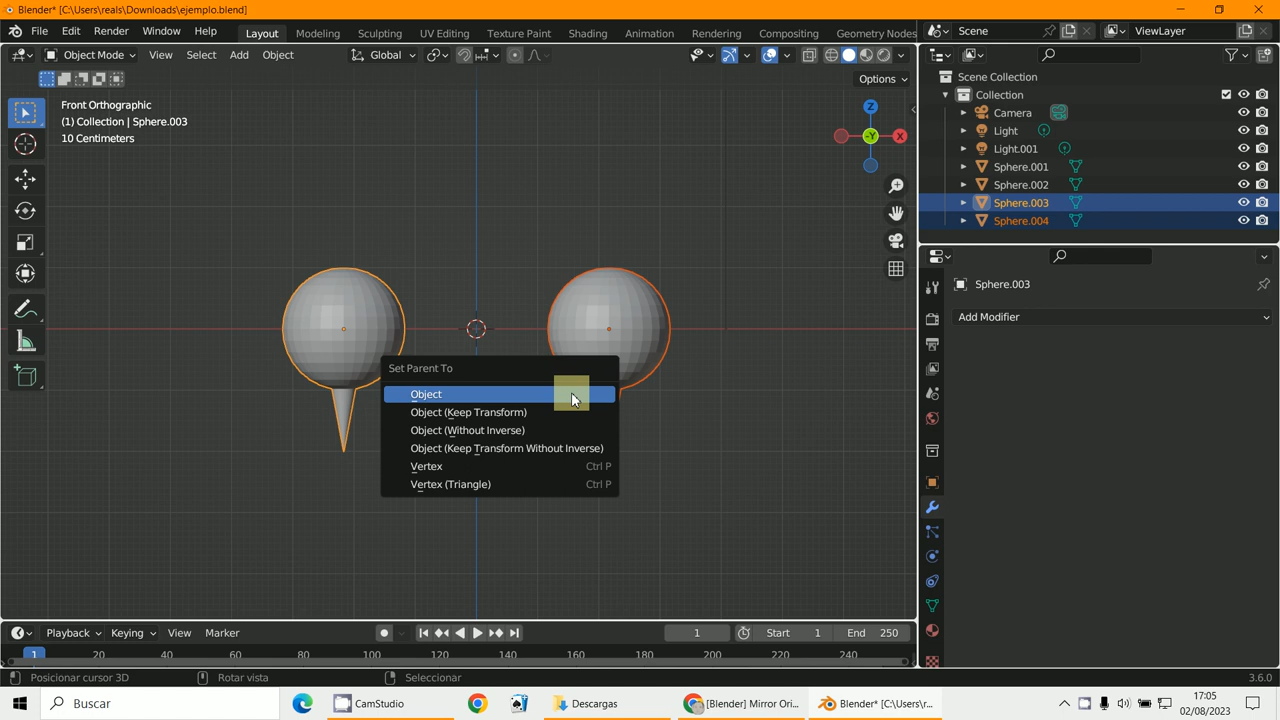 Blender* [C:\Users\reals\Downloads\ejemplo.blend]
File Edit Render Window Help Layout Modeling Sculpting UV Editing Texture Paint Shading Animation Rendering Compositing Geometry Nodes Scene ViewLayer
Object Mode View Select Add Object Global
Options
Front Orthographic
(1) Collection | Sphere.003
10 Centimeters
Z
X
-Y
Scene Collection
Collection
Camera
Light
Light.001
Sphere.001
Sphere.002
Sphere.003
Sphere.004
Sphere.003
Add Modifier
Set Parent To
Object
Object (Keep Transform)
Object (Without Inverse)
Object (Keep Transform Without Inverse)
Vertex Ctrl P
Vertex (Triangle) Ctrl P
Playback Keying View Marker 1 Start 1 End 250
1 20 40 60 80 100 120 140 160 180 200 220 240
Posicionar cursor 3D Rotar vista Seleccionar 3.6.0
Buscar CamStudio Descargas [Blender] Mirror Ori... Blender* [C:\Users\r...
17:05
02/08/2023